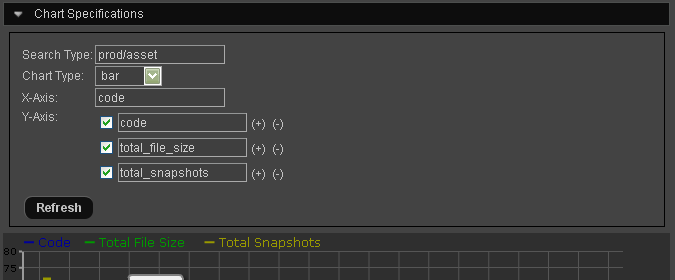 Chart Specifications
Search Type: prod/asset
Chart Type: bar
X-Axis: code
Y-Axis:
code (+) (-)
total_file_size (+) (-)
total_snapshots (+) (-)
Refresh
Code Total File Size Total Snapshots
80
75